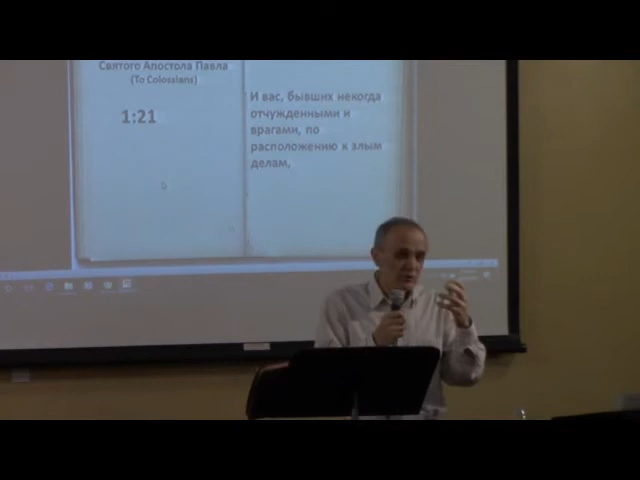 Святого Апостола Павла
(To Colossians)
1:21
И вас, бывших некогда
отчужденными и
врагами, по
расположению к злым
делам,